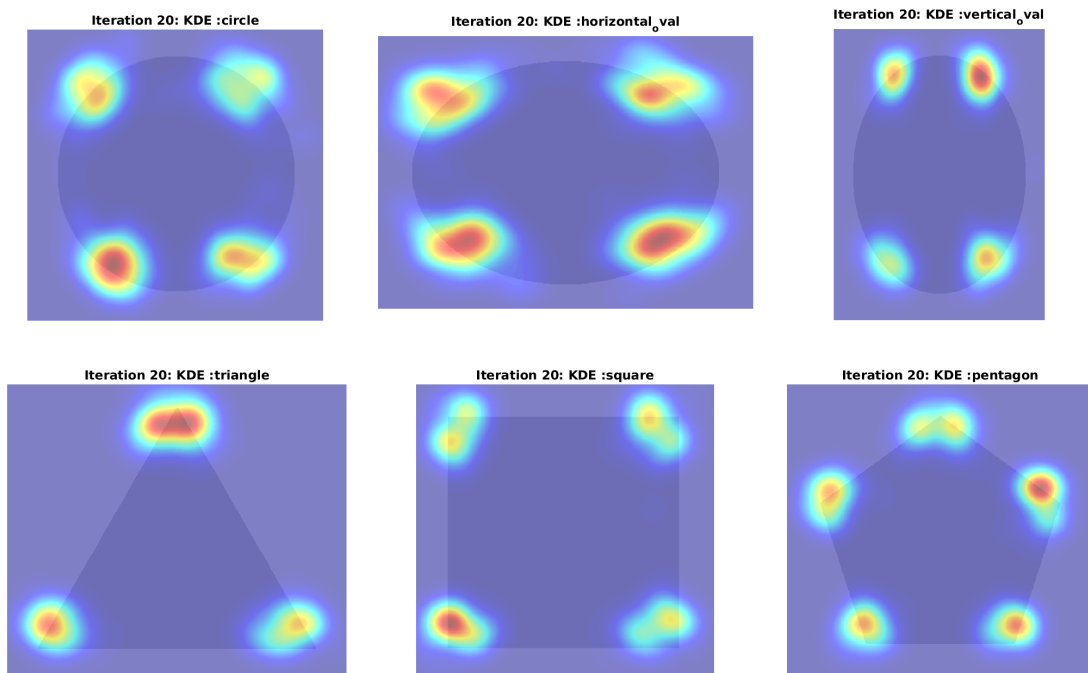 Iteration 20: KDE :circle
Iteration 20: KDE :horizontal_oval
Iteration 20: KDE :vertical_oval
Iteration 20: KDE :triangle
Iteration 20: KDE :square
Iteration 20: KDE :pentagon